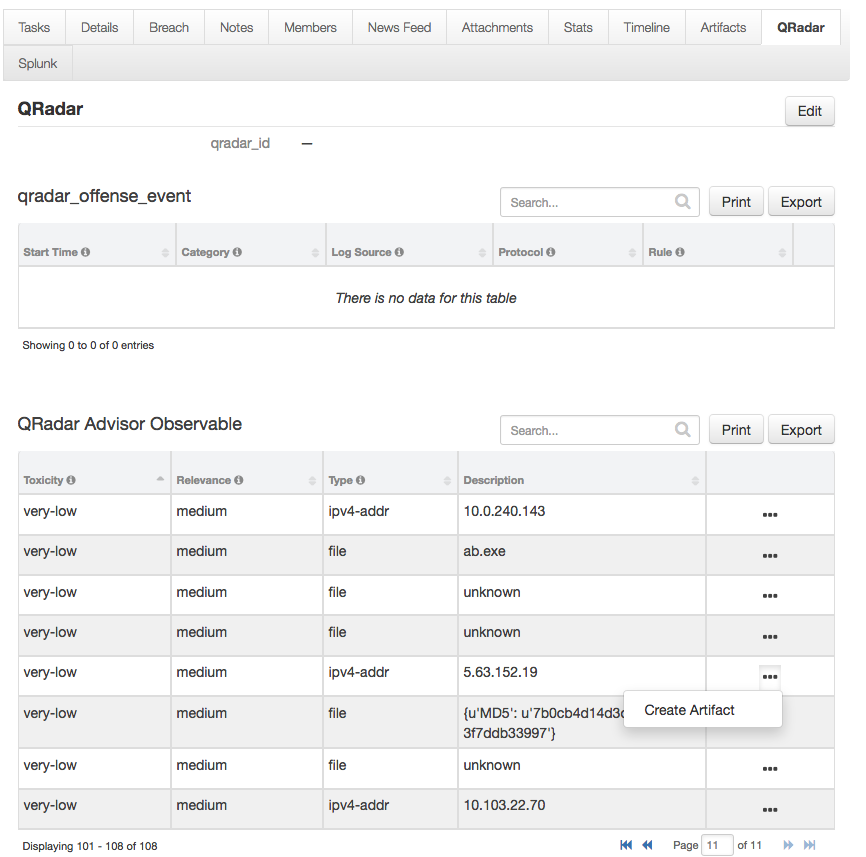 Tasks Details Breach Notes Members News Feed Attachments Stats Timeline Artifacts QRadar
Splunk
QRadar Edit
qradar_id —
qradar_offense_event Search... Print Export
Start Time Category Log Source Protocol Rule
There is no data for this table
Showing 0 to 0 of 0 entries
QRadar Advisor Observable Search... Print Export
Toxicity Relevance Type Description
very-low medium ipv4-addr 10.0.240.143
very-low medium file ab.exe
very-low medium file unknown
very-low medium file unknown
very-low medium ipv4-addr 5.63.152.19
Create Artifact
very-low medium file {u'MD5': u'7b0cb4d14d3c
3f7ddb33997'}
very-low medium file unknown
very-low medium ipv4-addr 10.103.22.70
Displaying 101 - 108 of 108 Page 11 of 11